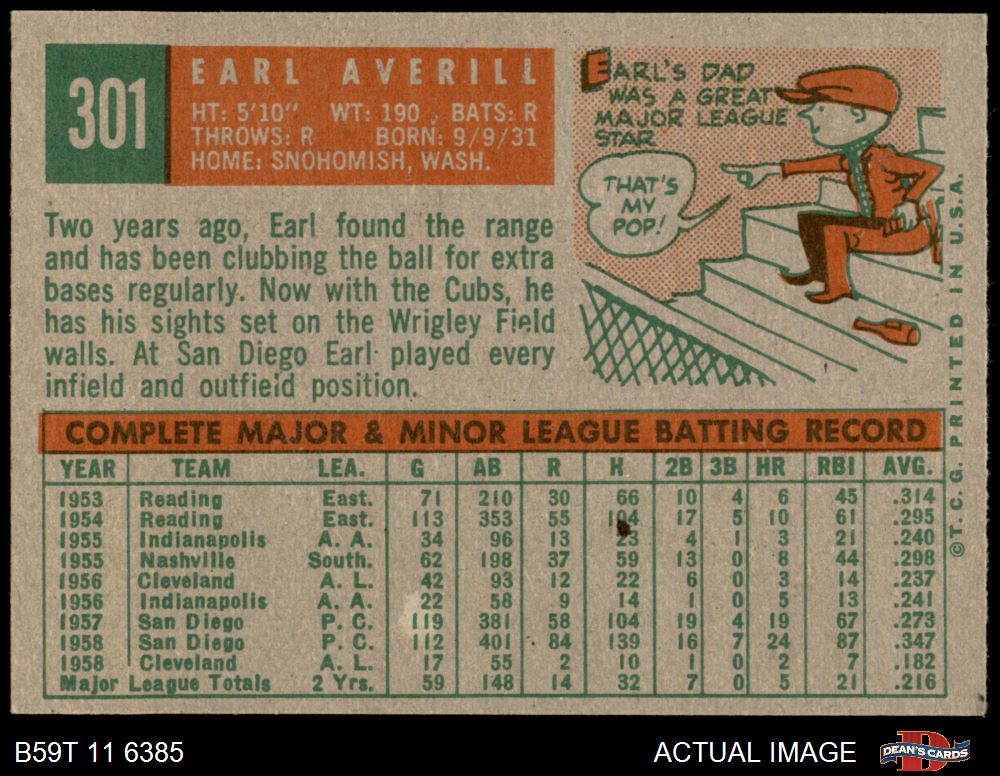 301
EARL AVERILL
HT: 5'10" WT: 190 BATS: R
THROWS: R BORN: 9/9/31
HOME: SNOHOMISH, WASH.
EARL'S DAD
WAS A GREAT
MAJOR LEAGUE
STAR
THAT'S
MY
POP!
Two years ago, Earl found the range
and has been clubbing the ball for extra
bases regularly. Now with the Cubs, he
has his sights set on the Wrigley Field
walls. At San Diego Earl played every
infield and outfield position.
COMPLETE MAJOR & MINOR LEAGUE BATTING RECORD
YEAR TEAM LEA. G AB R H 2B 3B HR RBI AVG.
1953 Reading East. 71 210 30 66 10 4 6 45 .314
1954 Reading East. 113 353 55 104 17 5 10 61 .295
1955 Indianapolis A. A. 34 96 13 23 4 1 3 21 .240
1955 Nashville South. 62 198 37 59 13 0 8 44 .298
1956 Cleveland A. L. 42 93 12 22 6 0 3 14 .237
1956 Indianapolis A. A. 22 58 9 14 1 0 5 13 .241
1957 San Diego P. C. 119 381 58 104 19 4 19 67 .273
1958 San Diego P. C. 112 401 84 139 16 7 24 87 .347
1958 Cleveland A. L. 17 55 2 10 1 0 2 7 .182
Major League Totals 2 Yrs. 59 148 14 32 7 0 5 21 .216
© T. C. G. PRINTED IN U.S.A.
B59T 11 6385
ACTUAL IMAGE
D
DEAN'S CARDS